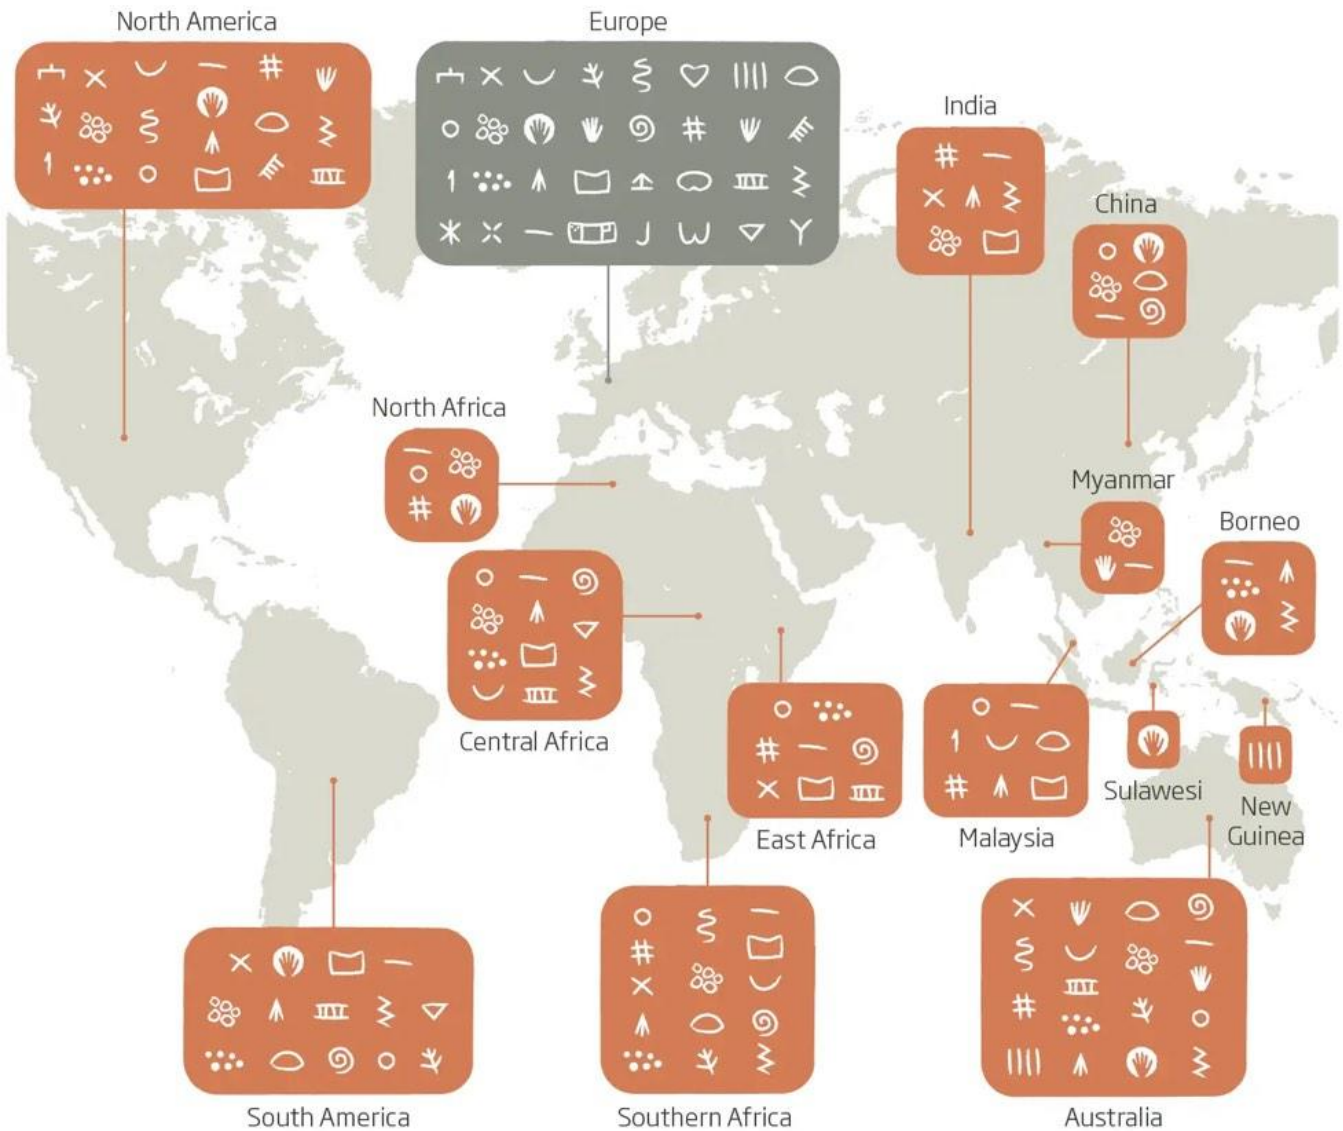 North America
Europe
India
China
North Africa
Myanmar
Borneo
Central Africa
East Africa
Malaysia
Sulawesi
New
Guinea
South America
Southern Africa
Australia